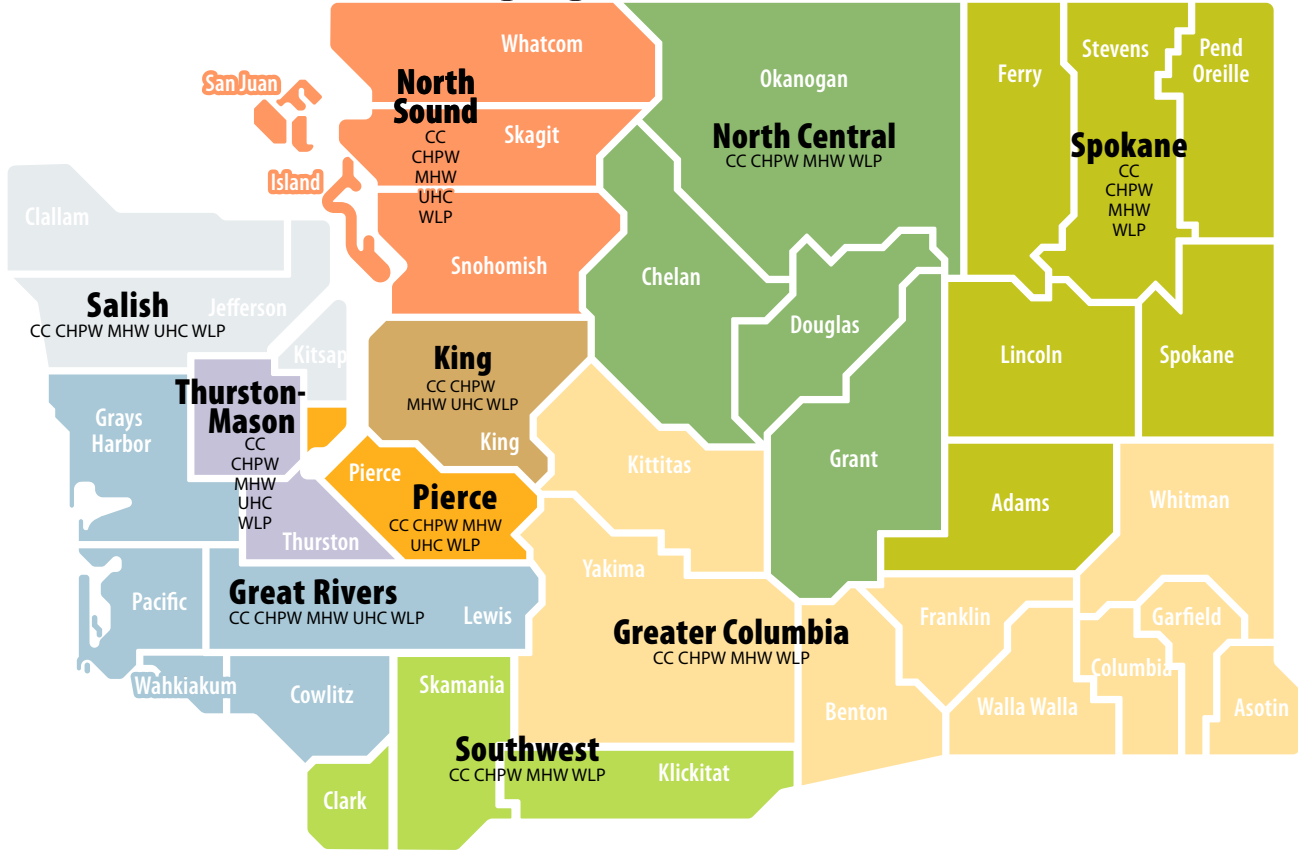 Whatcom
San Juan
North
Sound
CC
CHPW
MHW
UHC
WLP
Skagit
Island
Snohomish
Okanogan
North Central
CC CHPW MHW WLP
Chelan
Douglas
Grant
Ferry
Stevens
Pend
Oreille
Spokane
CC
CHPW
MHW
WLP
Lincoln
Spokane
Adams
Clallam
Salish
CC CHPW MHW UHC WLP
Jefferson
Kitsap
King
CC CHPW
MHW UHC WLP
King
Thurston-
Mason
CC
CHPW
MHW
UHC
WLP
Thurston
Grays
Harbor
Pierce
Pierce
CC CHPW MHW
UHC WLP
Kittitas
Yakima
Whitman
Pacific
Great Rivers
CC CHPW MHW UHC WLP
Lewis
Greater Columbia
CC CHPW MHW WLP
Franklin
Garfield
Columbia
Wahkiakum
Cowlitz
Skamania
Benton
Walla Walla
Asotin
Southwest
CC CHPW MHW WLP
Klickitat
Clark